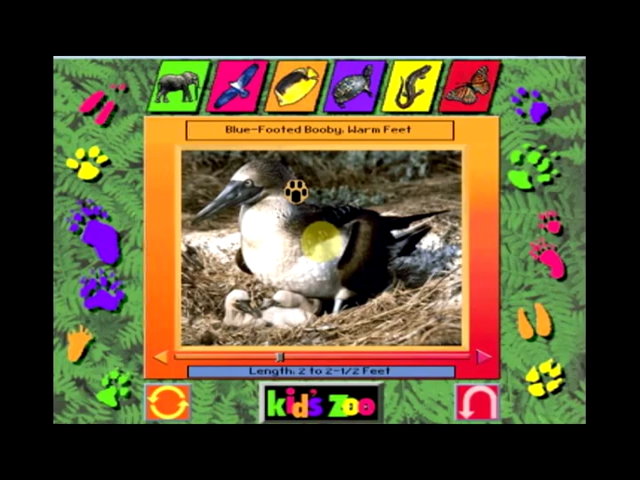 Blue-Footed Booby, Warm Feet
Length: 2 to 2-1/2 Feet
kid's Zoo